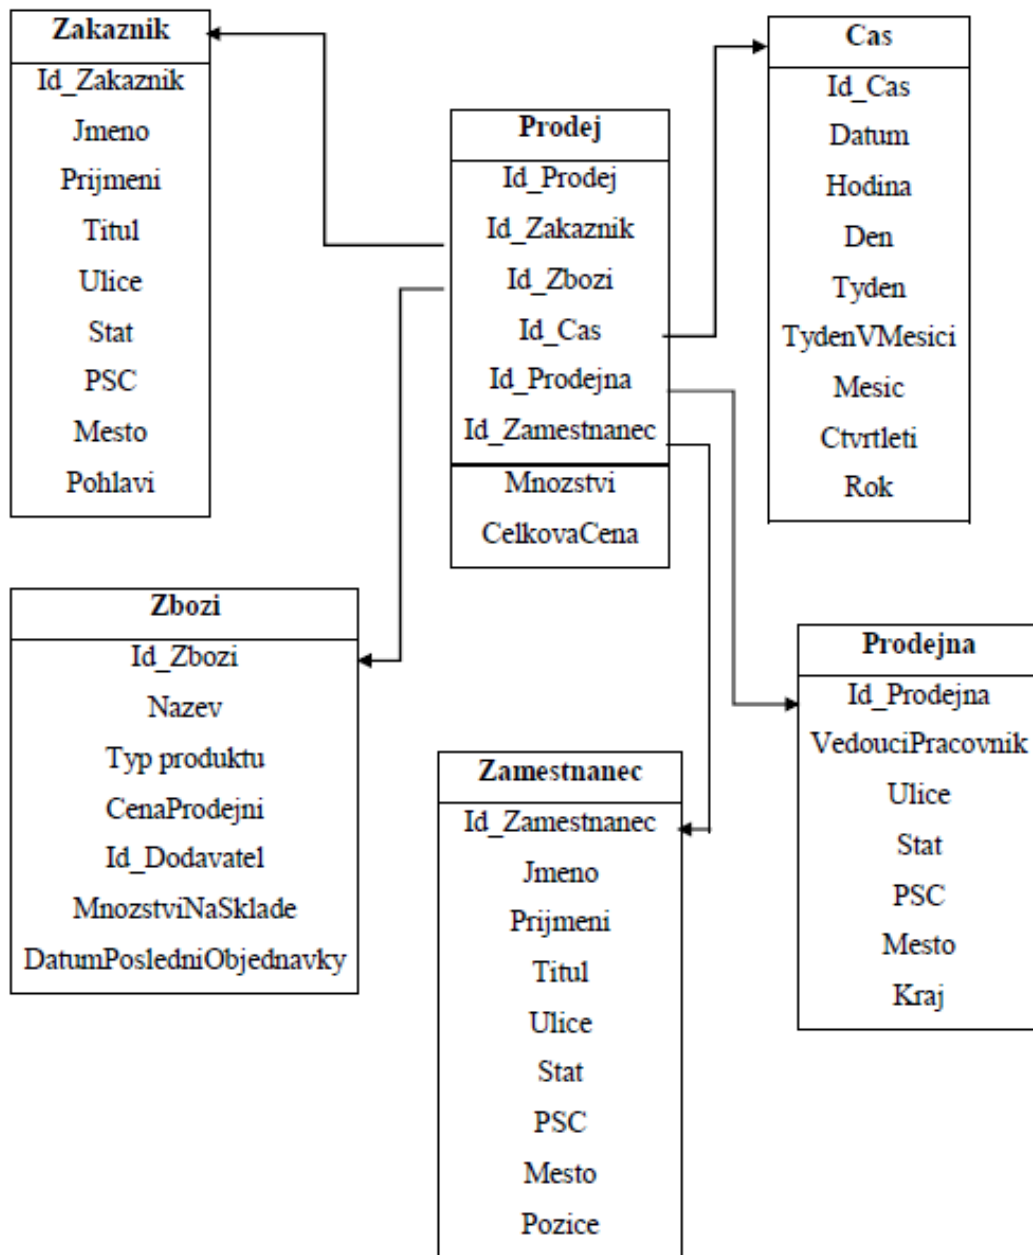 Zakaznik
Id_Zakaznik
Jmeno
Prijmeni
Titul
Ulice
Stat
PSC
Mesto
Pohlavi
Prodej
Id_Prodej
Id_Zakaznik
Id_Zbozi
Id_Cas
Id_Prodejna
Id_Zamestnanec
Mnozstvi
CelkovaCena
Cas
Id_Cas
Datum
Hodina
Den
Tyden
TydenVMesici
Mesic
Ctvrtleti
Rok
Zbozi
Id_Zbozi
Nazev
Typ produktu
CenaProdejni
Id_Dodavatel
MnozstviNaSklade
DatumPosledniObjednavky
Zamestnanec
Id_Zamestnanec
Jmeno
Prijmeni
Titul
Ulice
Stat
PSC
Mesto
Pozice
Prodejna
Id_Prodejna
VedouciPracovnik
Ulice
Stat
PSC
Mesto
Kraj